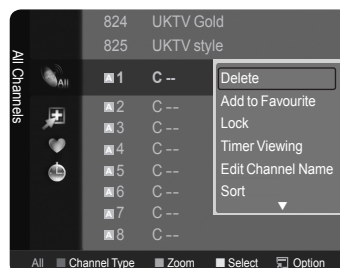 All Channels
824 UKTV Gold
825 UKTV style
All
A 1 C --
A 2 C --
A 3 C --
A 4 C --
A 5 C --
A 6 C --
A 7 C --
A 8 C --
Delete
Add to Favourite
Lock
Timer Viewing
Edit Channel Name
Sort
All Channel Type Zoom Select Option